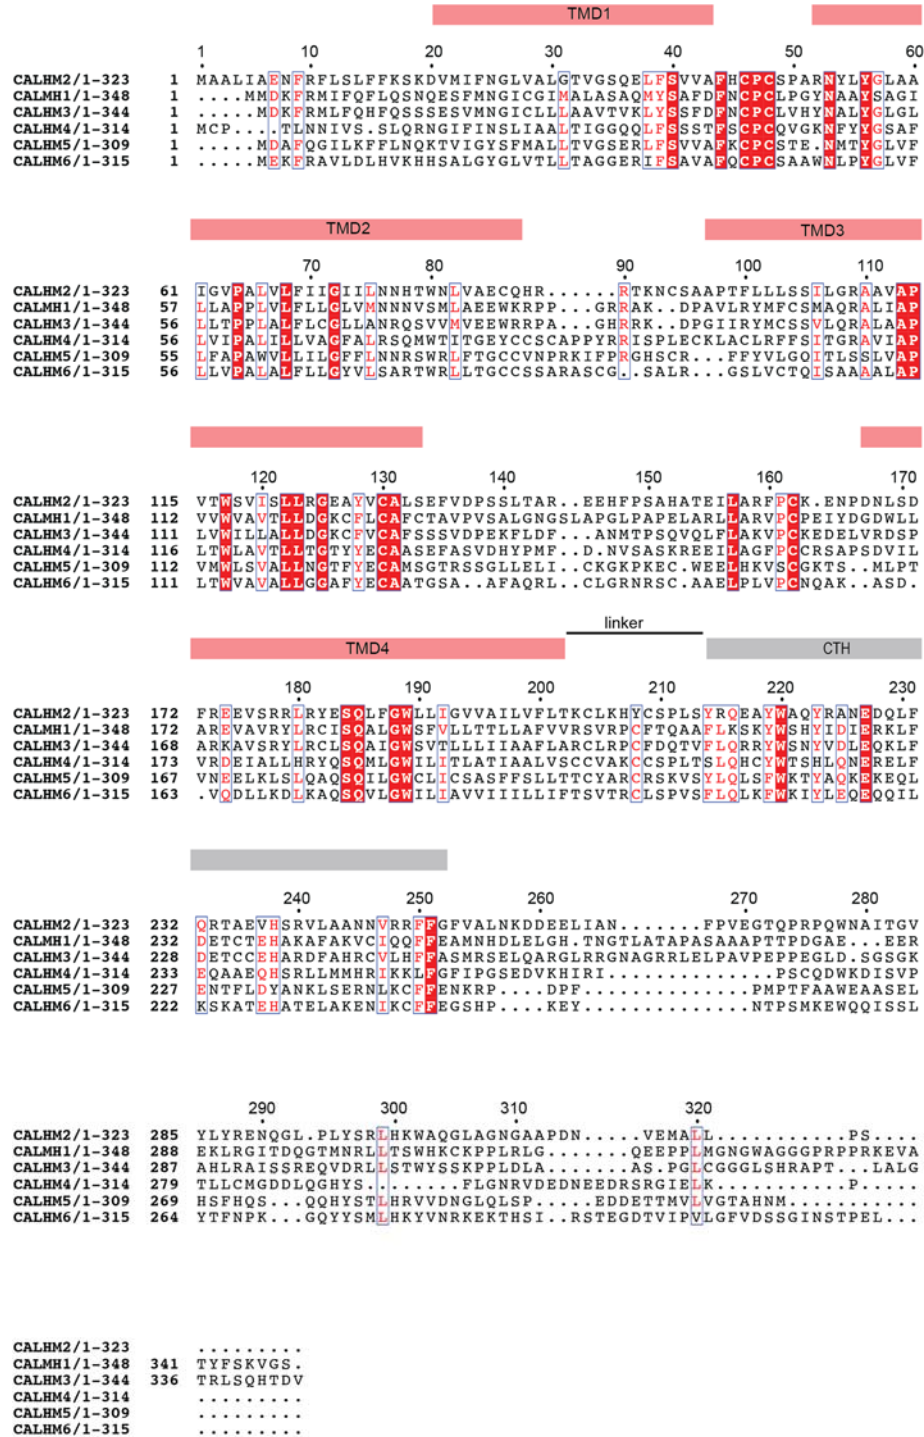 TMD1
1 10 20 30 40 50 60
CALHM2/1-323 1 MAALIAENFRFLSLFFKSKDVMIFNGLVALGTVGSQELFSVVAFHCPCSPARNYLYGLAA
CALMH1/1-348 1 ....MMDKFRMIFQFLQSNQESFMNGICGIMALASAQMYSAFDFNCPCLPGYNAAYSAGI
CALHM3/1-344 1 .....MDKFRMLFQHFQSSSESVMNGICLLLAAVTVKLYSSFDFNCPCLVHYNALYGLGL
CALHM4/1-314 1 MCP...TLNNIVS.SLQRNGIFINSLIAALTIGGQQLFSSTFSCPCQVGKNFYYGSAF
CALHM5/1-309 1 .....MDAFQGILKFFLNQKTVIGYSFMALLTVGSERLFSVVAFKCPCSTE.NMTYGLVF
CALHM6/1-315 1 .....MEKFRAVLDLHVKHHSALGYGLVTLLTAGGERIFSAVAFQCPCSAAWNLPYGLVF
TMD2 TMD3
70 80 90 100 110
CALHM2/1-323 61 IGVPALVLFIIGIILNNHTWNLVAECQHR......RTKNCSAAPTFLLLSSILGRAAVAP
CALMH1/1-348 57 LLAPPLVLFLLGLVMNNNVSMLAEEWKRPP...GRRAK.DPAVLRYMFCSMAQRALIAP
CALHM3/1-344 56 LLTPPLALFLCGLLANRQSVVMVEEWRRPA...GHRRK..DPGIIRYMCSSVLQRALAAP
CALHM4/1-314 56 LLVIPALILLVAGFALRSQMWTITGEYCCSCAPPYRRISPLECKLACLRFFSITGRAVIAP
CALHM5/1-309 55 LFAPAWVLLILGFFLNNRSWRLFTGCCVNPRKIFPRGHSCR...FFYVLGQITLSSLVAP
CALHM6/1-315 56 LLVPALALFLLGYVLSARTWRLLTGCCSSARASCG..SALR...GSLVCTQISAAAALAP
120 130 140 150 160 170
CALHM2/1-323 115 VTWSVISLLRGEAYVCALSEFVDPSSLTAR..EEHFPSAHATEILARFPCK.ENPDNLSD
CALMH1/1-348 112 VVWVAVTLLDGKCFLCAFCTAVPVSALGNGSLAPGLPAPELARLLARVPCPEIYDGDWLL
CALHM3/1-344 111 LVWILLALLDGKCFVCAFSSSVDPEKFLDF..ANMTPSQVQLFLAKVPCKEDELVRDSP
CALHM4/1-314 116 LTWLAVTLLTGTYYECAASEFASVDHYPMF..D.NVSASKREEILAGFPCCRSAPSDVIL
CALHM5/1-309 112 VMWLSVALLNGTFYECAMSGTRSSGLLELI..CKGKPKEC.WEELHKVSCGKTS..MLPT
CALHM6/1-315 111 LTWVAVALLGGAFYECAATGSA..AFAQRL..CLGRNRSC.AAELPLVPCNQAK..ASD.
linker
TMD4 CTH
180 190 200 210 220 230
CALHM2/1-323 172 FREEVSRRLRYESQLFGWLLIGVVAILVFLTKCLKHYCSPLSYRQEAYWAQYRANEDQLF
CALMH1/1-348 172 AREVAVRYLRCISQALGWSFVLLTTLLAFVVRSVRPCFTQAAFLKSKYWSHYIDIERKLF
CALHM3/1-344 168 ARKAVSRYLRCLSQAIGWSVTLLLIIAAFLARCLRPCFDQTVFLQRRYWSNYVDLEQKLF
CALHM4/1-314 173 VRDEIALLHRYQSQMLGWILITLATIAALVSCCVAKCCSPLTSLQHCYWTSHLQNERELF
CALHM5/1-309 167 VNEELKLSLQAQSQILGWCLICSASFFSLLTTCYARCRSKVSYLQLSFWKTYAQKEKEQL
CALHM6/1-315 163 .VQDLLKDLKAQSQVLGWILIAVVIIILLIFTSVTRCLSPVSFLQLKFWKIYLEQEQQIL
240 250 260 270 280
CALHM2/1-323 232 QRTAEVHSRVLAANNVRRFFGFVALNKDDEELIAN......FPVEGTQPRPQWNAITGV
CALMH1/1-348 232 DETCTEHAKAFAKVCIQQFFEAMNHDLELGH.TNGTLATAPASAAAPTTPDGAE...EER
CALHM3/1-344 228 DETCCEHARDFAHRCVLHFFASMRSELQARGLRRGNAGRRLELPAVPEPPEGLD.SGSGK
CALHM4/1-314 233 EQAAEQHSRLLMMHRIKKLFGFIPGSEDVKHIRI............PSCQDWKDISVP
CALHM5/1-309 227 ENTFLDYANKLSERNLKCFFENKRP....DPF............PMPTFAAWEAASEL
CALHM6/1-315 222 KSKATEHATELAKENIKCFFEGSHP....KEY............NTPSMKEWQQISSL
290 300 310 320
CALHM2/1-323 285 YLYRENQGL.PLYSRLHKWAQGLAGNGAAPDN.....VEMALL..........PS....
CALMH1/1-348 288 EKLRGITDQGTMNRLLTSWHKCKPPLRLG......QEEPPLMGNGWAGGGPRPPRKEVA
CALHM3/1-344 287 AHLRAISSREQVDRLLSTWYSSKPPLDLA......AS.PGLCGGGLSHRAPT....LALG
CALHM4/1-314 279 TLLCMGDDLQGHYS.....FLGNRVDEDNEEDRSRGIELK..........P.....
CALHM5/1-309 269 HSFHQS...QQHYSTLHRVVDNGLQLSP....EDDETTMVLVGTAHNM...........
CALHM6/1-315 264 YTFNPK...GQYYSMLHKYVNRKEKTHSI..RSTEGDTVIPVLGFVDSSGINSTPEL...
CALHM2/1-323 .........
CALMH1/1-348 341 TYFSKVGS.
CALHM3/1-344 336 TRLSQHTDV
CALHM4/1-314 .........
CALHM5/1-309 .........
CALHM6/1-315 .........